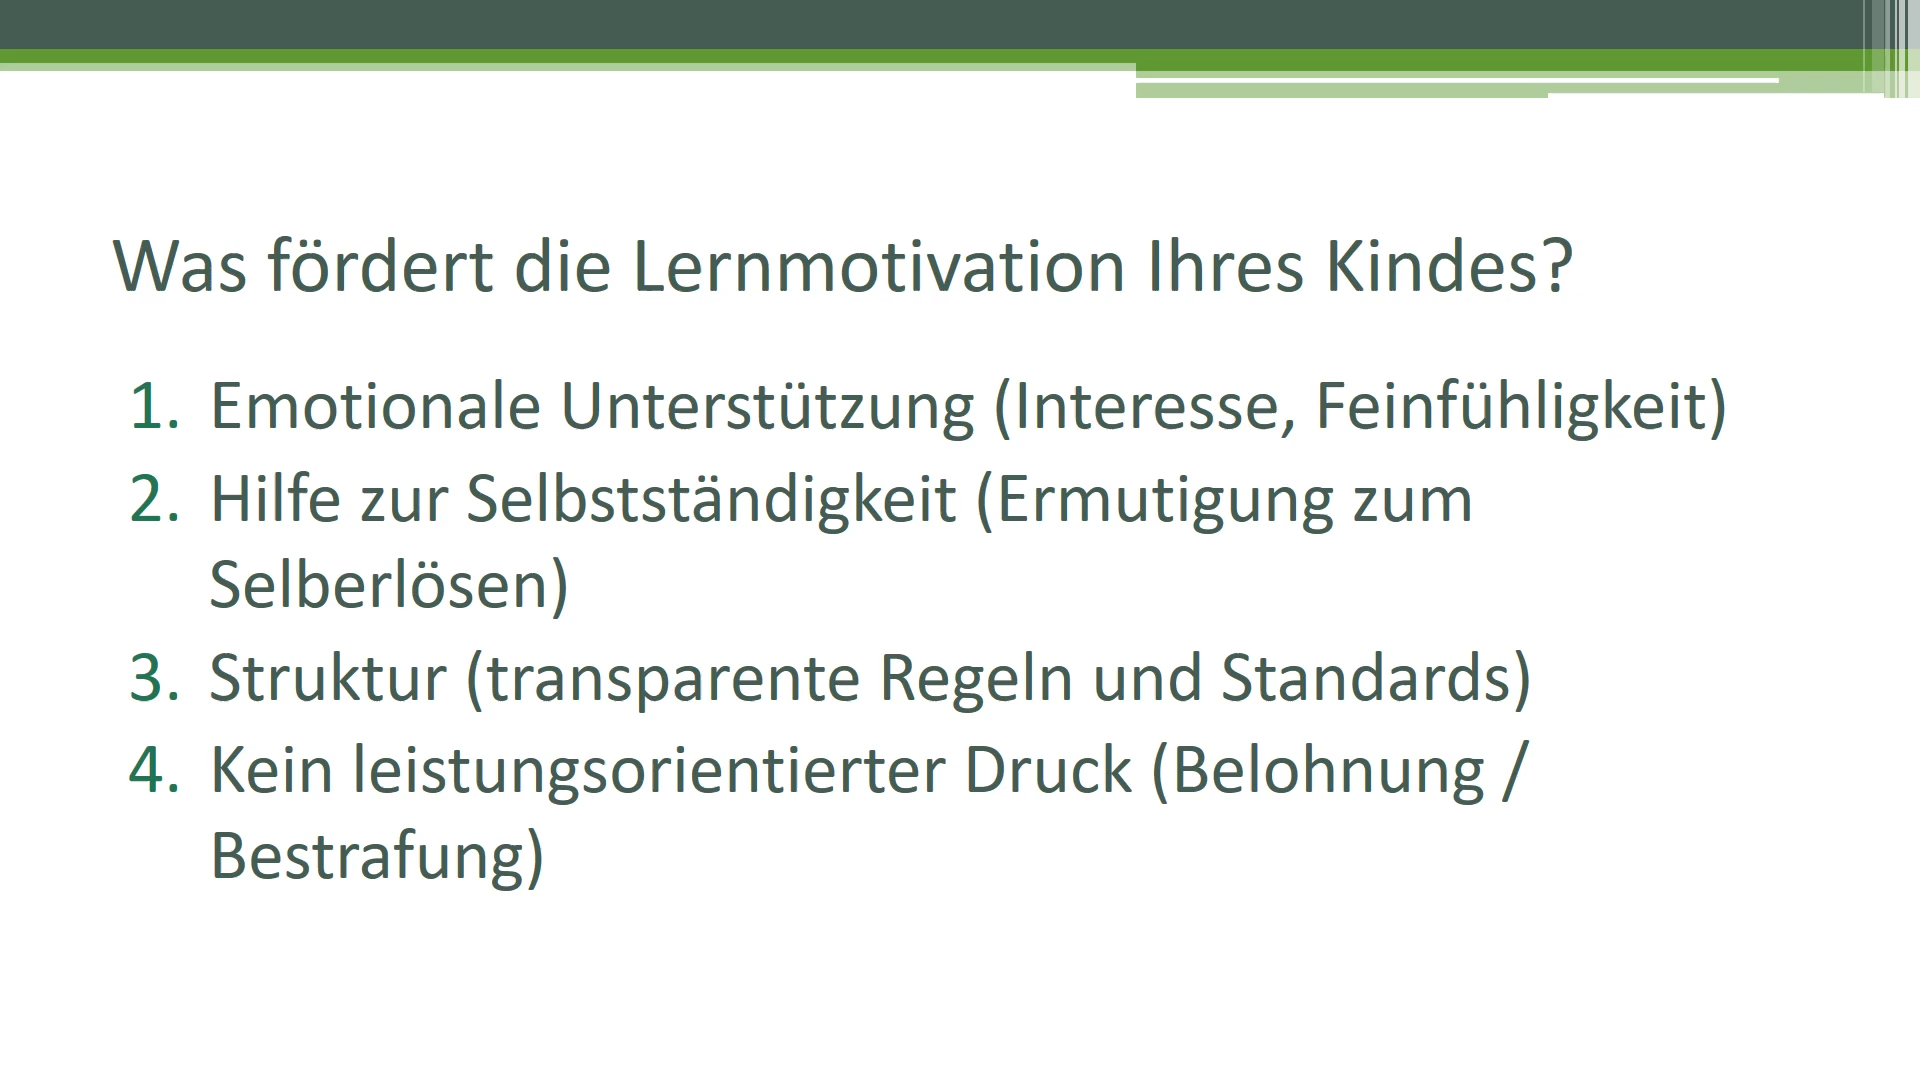 Was fördert die Lernmotivation Ihres Kindes?
1. Emotionale Unterstützung (Interesse, Feinfühligkeit)
2. Hilfe zur Selbstständigkeit (Ermutigung zum
Selberlösen)
3. Struktur (transparente Regeln und Standards)
4. Kein leistungsorientierter Druck (Belohnung /
Bestrafung)